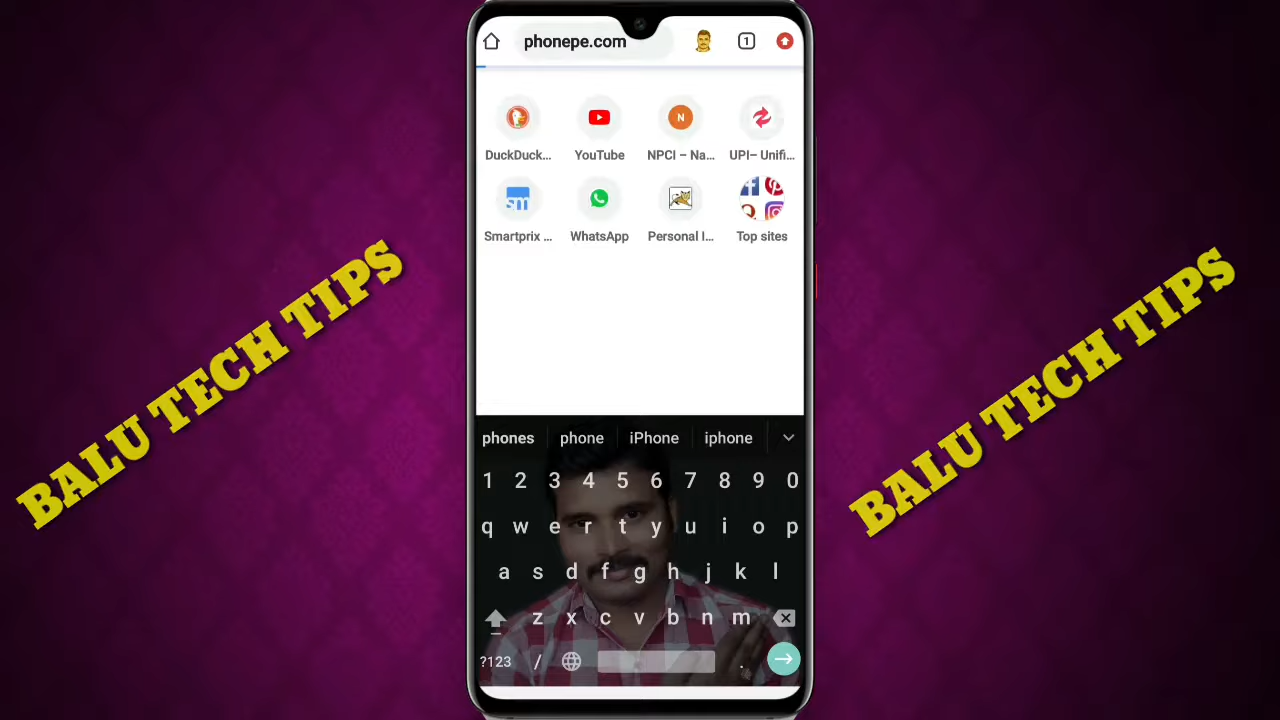 phonepe.com
1
DuckDuck...
YouTube
N
NPCI – Na...
UPI– Unifi...
sm
Smartprix ...
WhatsApp
Personal I...
Top sites
BALU TECH TIPS
BALU TECH TIPS
phones phone iPhone iphone
1 2 3 4 5 6 7 8 9 0
q w e r t y u i o p
a s d f g h j k l
z x c v b n m
?123 / .